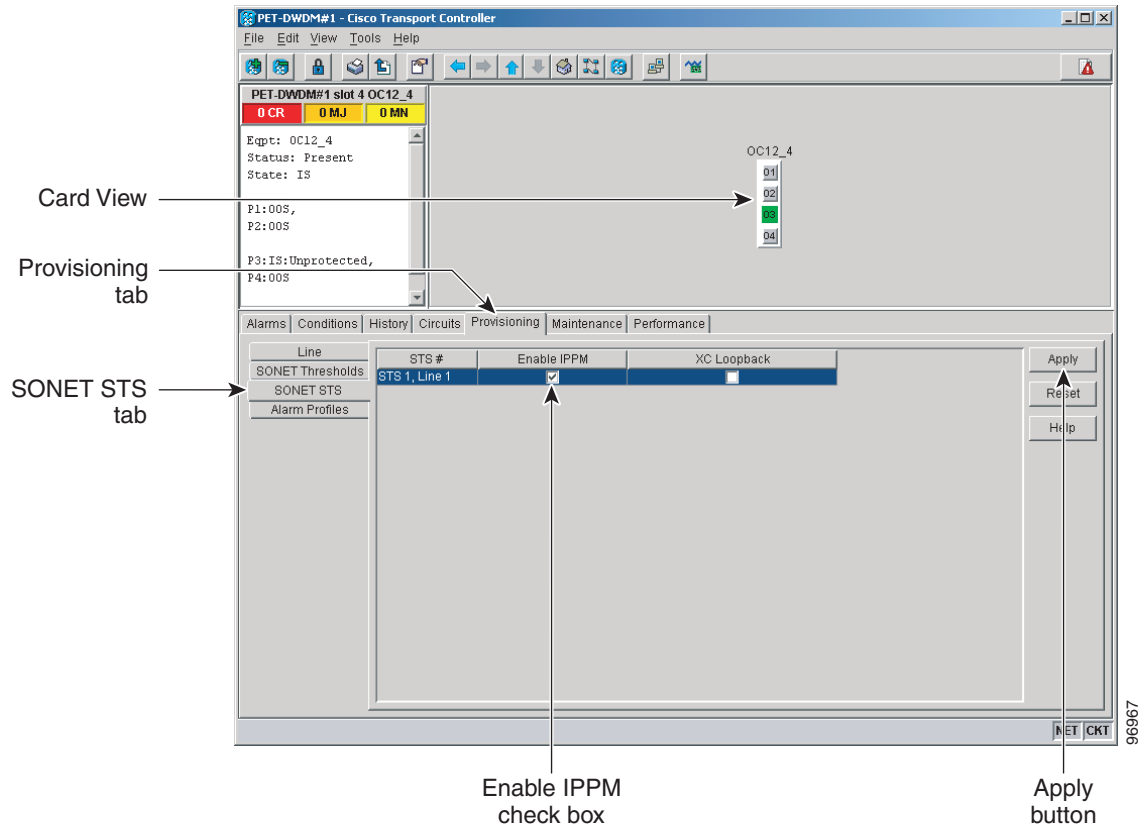 PET-DWDM#1 - Cisco Transport Controller
File Edit View Tools Help
PET-DWDM#1 slot 4 OC12_4
0 CR 0 MJ 0 MN
Eqpt: OC12_4
Status: Present
State: IS
P1:OOS,
P2:OOS
P3:IS:Unprotected,
P4:OOS
OC12_4
01
02
03
04
Card View
Provisioning
tab
SONET STS
tab
Alarms Conditions History Circuits Provisioning Maintenance Performance
Line
SONET Thresholds
SONET STS
Alarm Profiles
STS # Enable IPPM XC Loopback
STS 1, Line 1
Apply
Reset
Help
NET CKT
96967
Enable IPPM
check box
Apply
button